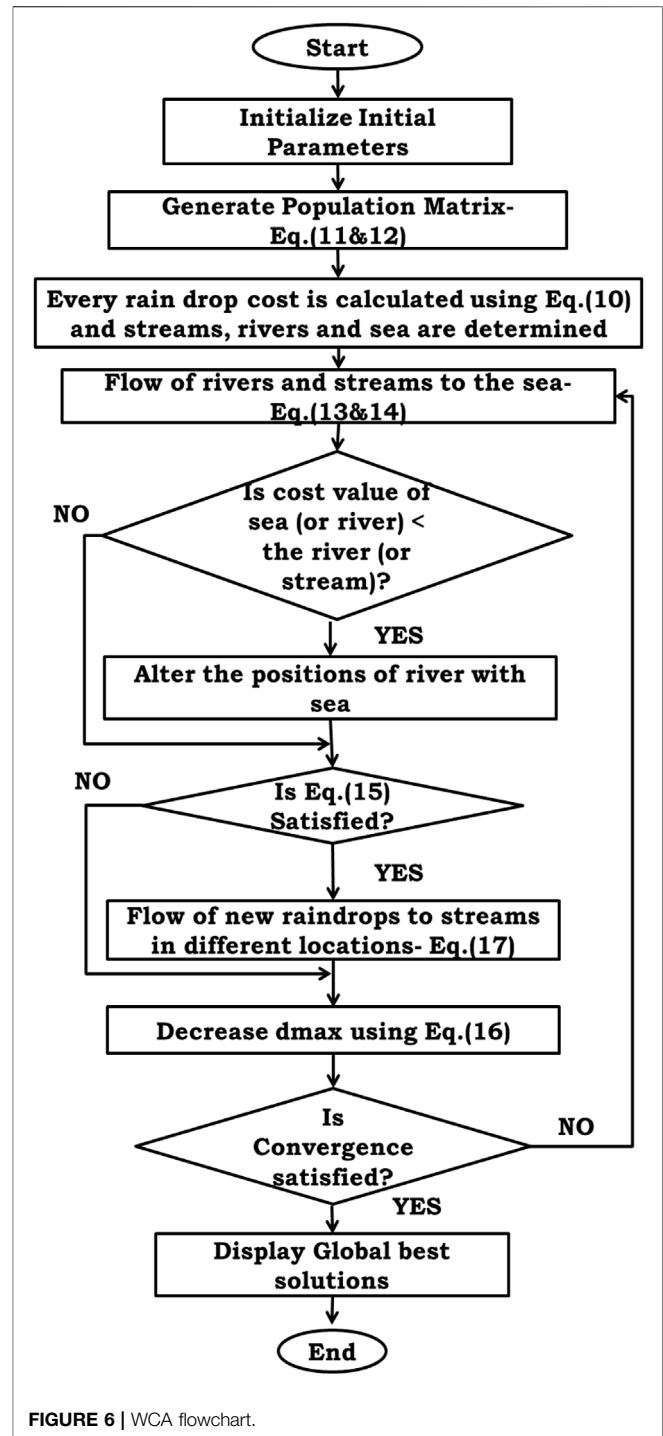 Start
Initialize Initial
Parameters
Generate Population Matrix-
Eq.(11&12)
Every rain drop cost is calculated using Eq.(10)
and streams, rivers and sea are determined
Flow of rivers and streams to the sea-
Eq.(13&14)
Is cost value of
sea (or river) <
the river (or
stream)?
NO
YES
Alter the positions of river with
sea
NO
Is Eq.(15)
Satisfied?
YES
Flow of new raindrops to streams
in different locations- Eq.(17)
Decrease dmax using Eq.(16)
Is
Convergence
satisfied?
NO
YES
Display Global best
solutions
End
FIGURE 6 | WCA flowchart.